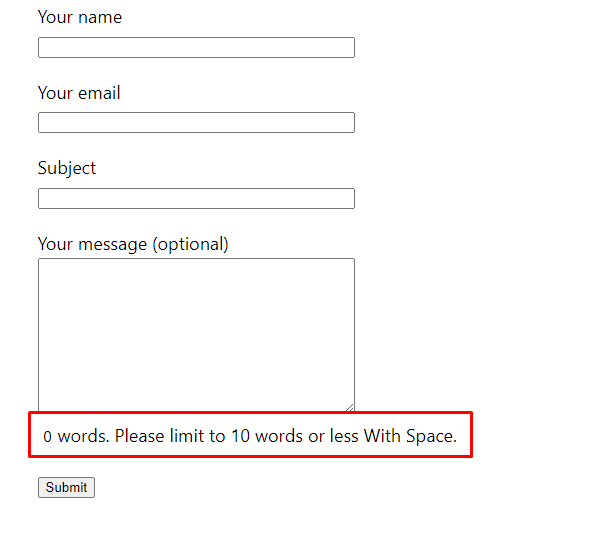 Your name
Your email
Subject
Your message (optional)
0 words. Please limit to 10 words or less With Space.
Submit